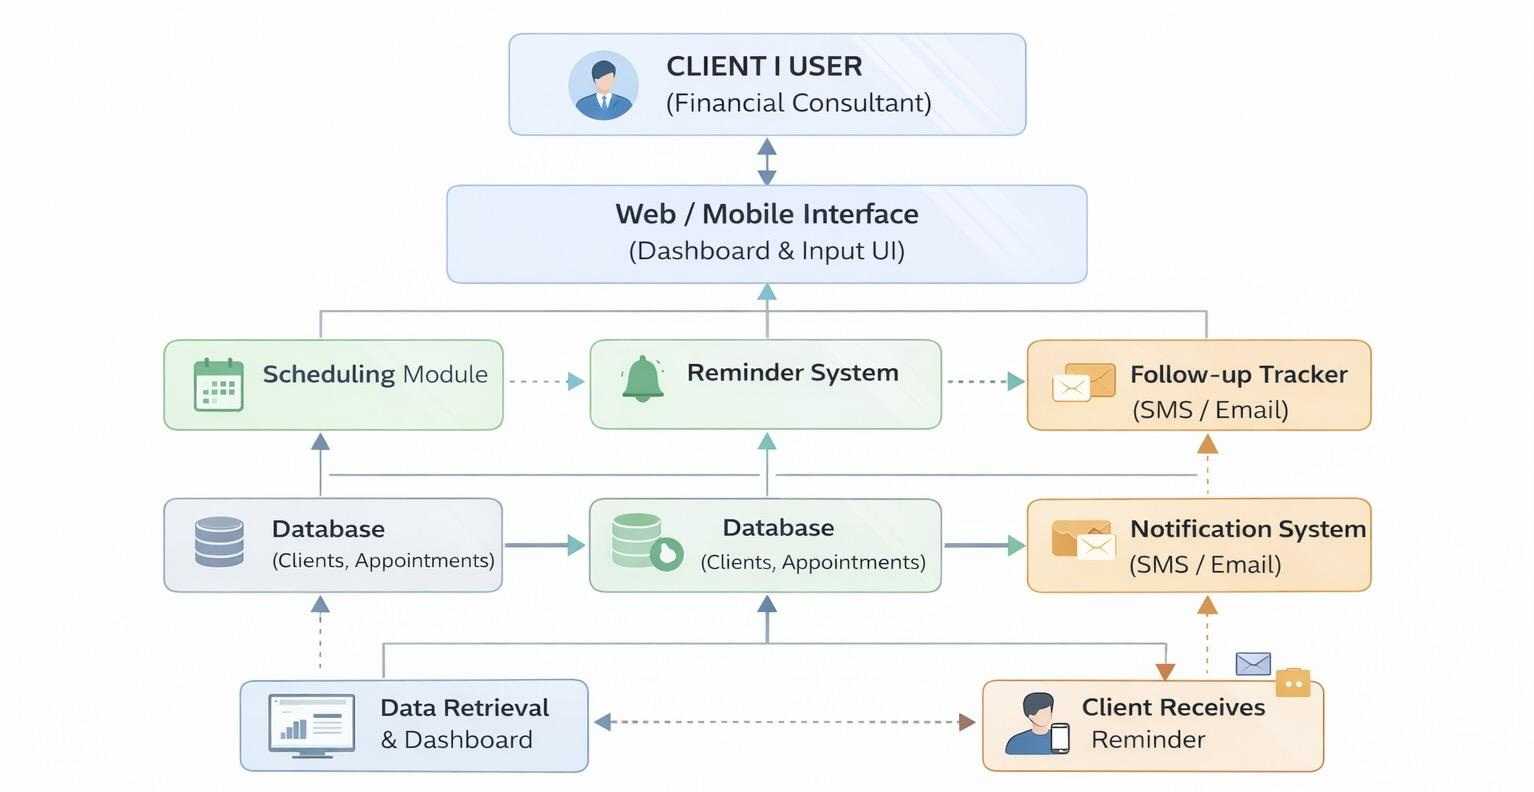 CLIENT I USER
(Financial Consultant)
Web / Mobile Interface
(Dashboard & Input UI)
Scheduling Module
Reminder System
Follow-up Tracker
(SMS / Email)
Database
(Clients, Appointments)
Database
(Clients, Appointments)
Notification System
(SMS / Email)
Data Retrieval
& Dashboard
Client Receives
Reminder